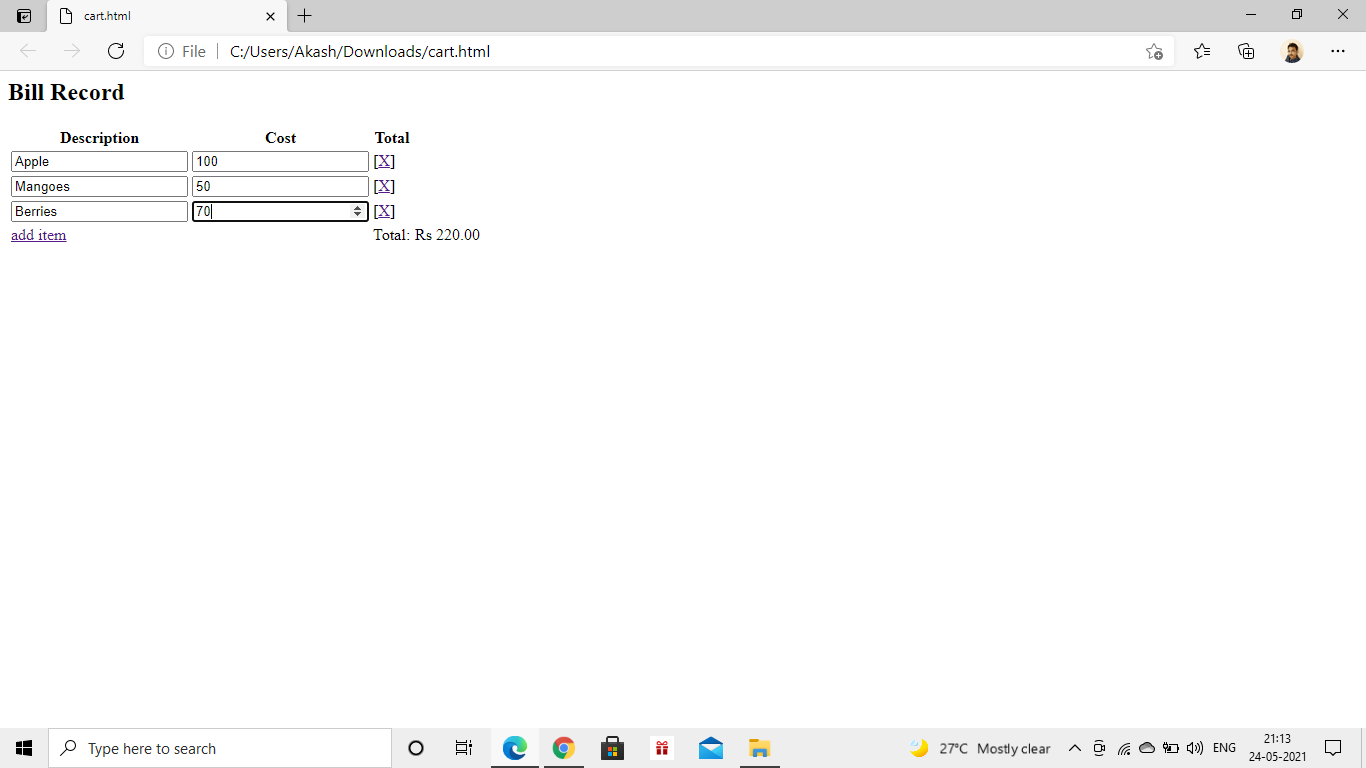 cart.html
File C:/Users/Akash/Downloads/cart.html
Bill Record
Description Cost Total
Apple 100 [X]
Mangoes 50 [X]
Berries 70 [X]
add item Total: Rs 220.00
Type here to search 27°C Mostly clear ENG 21:13
24-05-2021